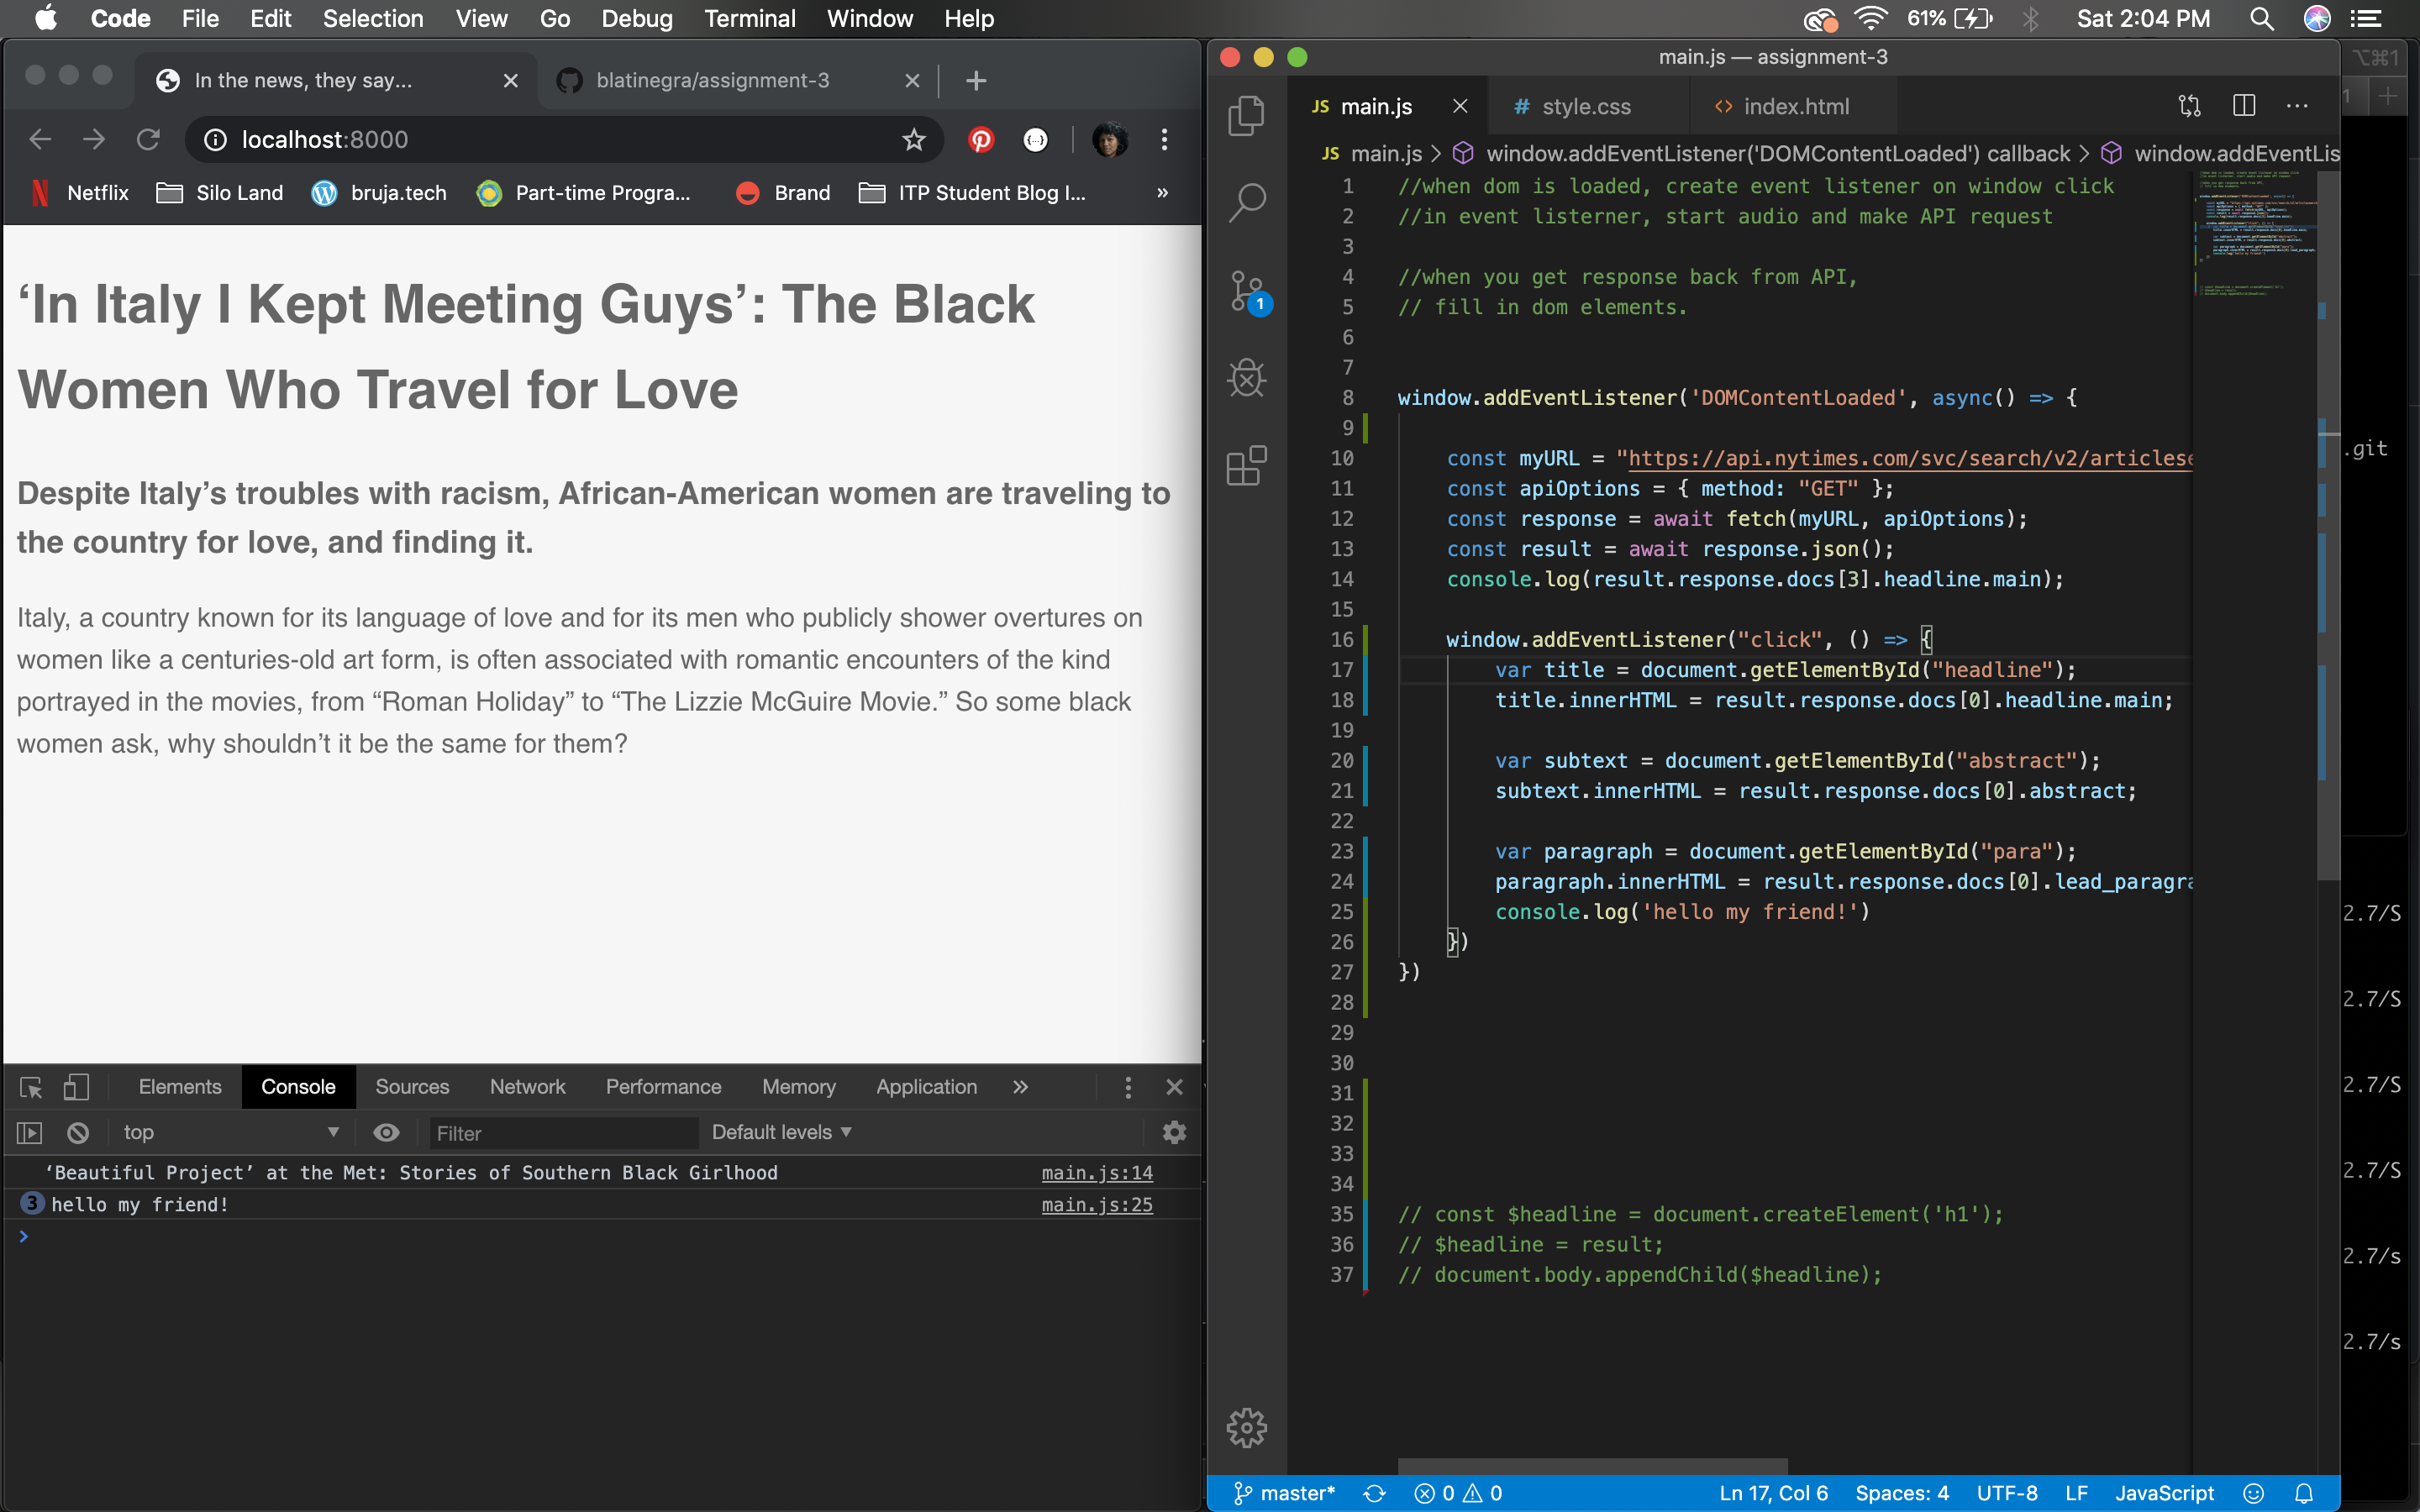 Code File Edit Selection View Go Debug Terminal Window Help 61% Sat 2:04 PM
In the news, they say...
blatinegra/assignment-3
localhost:8000
Netflix Silo Land bruja.tech Part-time Progra... Brand ITP Student Blog I... »
‘In Italy I Kept Meeting Guys’: The Black
Women Who Travel for Love
Despite Italy’s troubles with racism, African-American women are traveling to
the country for love, and finding it.
Italy, a country known for its language of love and for its men who publicly shower overtures on
women like a centuries-old art form, is often associated with romantic encounters of the kind
portrayed in the movies, from “Roman Holiday” to “The Lizzie McGuire Movie.” So some black
women ask, why shouldn’t it be the same for them?
Elements Console Sources Network Performance Memory Application »
top Filter Default levels
‘Beautiful Project’ at the Met: Stories of Southern Black Girlhood main.js:14
3 hello my friend! main.js:25
>
main.js — assignment-3
JS main.js # style.css <> index.html
JS main.js > window.addEventListener('DOMContentLoaded') callback > window.addEventLis
1 //when dom is loaded, create event listener on window click
2 //in event listerner, start audio and make API request
3
4 //when you get response back from API,
5 // fill in dom elements.
6
7
8 window.addEventListener('DOMContentLoaded', async() => {
9
10 const myURL = "https://api.nytimes.com/svc/search/v2/articlese
11 const apiOptions = { method: "GET" };
12 const response = await fetch(myURL, apiOptions);
13 const result = await response.json();
14 console.log(result.response.docs[3].headline.main);
15
16 window.addEventListener("click", () => {
17 var title = document.getElementById("headline");
18 title.innerHTML = result.response.docs[0].headline.main;
19
20 var subtext = document.getElementById("abstract");
21 subtext.innerHTML = result.response.docs[0].abstract;
22
23 var paragraph = document.getElementById("para");
24 paragraph.innerHTML = result.response.docs[0].lead_paragra
25 console.log('hello my friend!')
26 })
27 })
28
29
30
31
32
33
34
35 // const $headline = document.createElement('h1');
36 // $headline = result;
37 // document.body.appendChild($headline);
1
master* 0 0 Ln 17, Col 6 Spaces: 4 UTF-8 LF JavaScript
⌥⌘1
1
.git
2.7/S
2.7/S
2.7/S
2.7/S
2.7/s
2.7/s